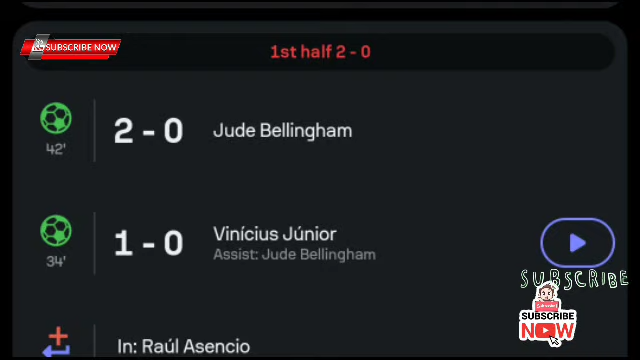 SUBSCRIBE NOW
1st half 2 - 0
2 - 0 Jude Bellingham
42'
1 - 0 Vinícius Júnior
Assist: Jude Bellingham
34'
SUBSCRIBE
SUBSCRIBE
NOW
In: Raúl Asencio